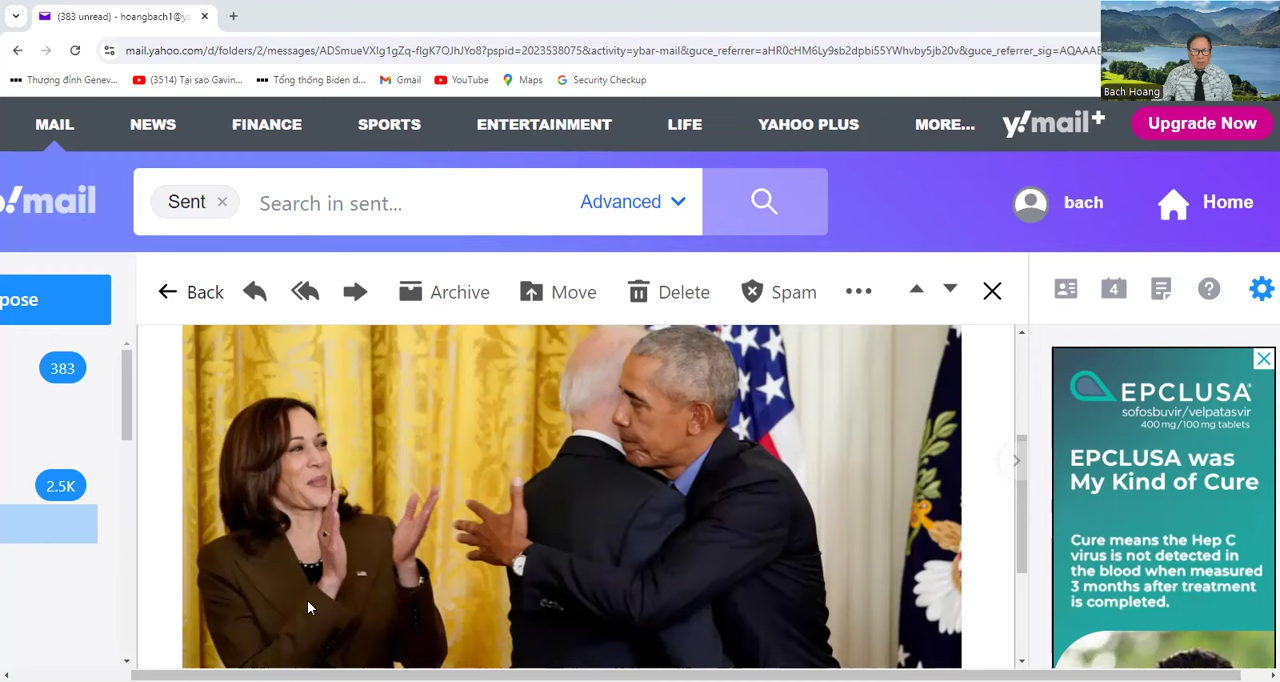 (383 unread) - hoangbach1@ya
mail.yahoo.com/d/folders/2/messages/ADSmueVXIg1gZq-fIgK7OJhJYo8?pspid=2023538075&activity=ybar-mail&guce_referrer=aHR0cHM6Ly9sb2dpbi55YWhvby5jb20v&guce_referrer_sig=AQAAAE
Thượng đỉnh Genev...
(3514) Tại sao Gavin...
Tổng thống Biden d...
Gmail
YouTube
Maps
Security Checkup
Bach Hoang
MAIL
NEWS
FINANCE
SPORTS
ENTERTAINMENT
LIFE
YAHOO PLUS
MORE...
y!mail+
Upgrade Now
o!mail
Sent
Search in sent...
Advanced
bach
Home
pose
Back
Archive
Move
Delete
Spam
4
383
2.5K
EPCLUSA
sofosbuvir/velpatasvir
400 mg/100 mg tablets
EPCLUSA was
My Kind of Cure
Cure means the Hep C
virus is not detected in
the blood when measured
3 months after treatment
is completed.